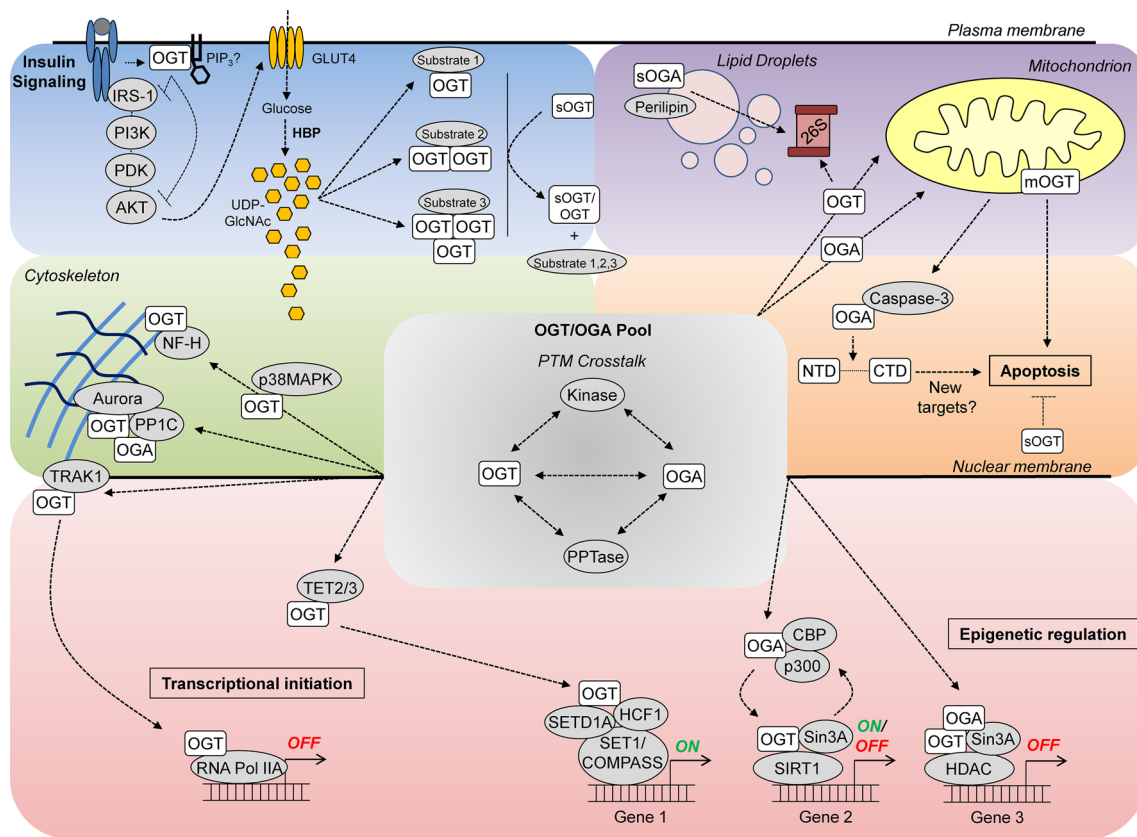 Plasma membrane
Insulin
Signaling
OGT
PIP3?
GLUT4
IRS-1
PI3K
PDK
AKT
Glucose
HBP
UDP-
GlcNAc
Substrate 1
OGT
Substrate 2
OGT OGT
Substrate 3
OGT OGT
OGT
sOGT
sOGT/
OGT
+
Substrate 1,2,3
Lipid Droplets
sOGA
Perilipin
26S
Mitochondrion
mOGT
OGT
OGA
Cytoskeleton
OGT
NF-H
p38MAPK
OGT
Aurora
OGT
PP1C
OGA
TRAK1
OGT
OGT/OGA Pool
PTM Crosstalk
Kinase
OGT
OGA
PPTase
Caspase-3
OGA
NTD
CTD
New
targets?
Apoptosis
sOGT
Nuclear membrane
TET2/3
OGT
Transcriptional initiation
OGT
RNA Pol IIA
OFF
OGT
SETD1A
HCF1
SET1/
COMPASS
ON
Gene 1
OGA
CBP
p300
OGT
Sin3A
SIRT1
ON/
OFF
Gene 2
Epigenetic regulation
OGA
OGT
Sin3A
HDAC
OFF
Gene 3